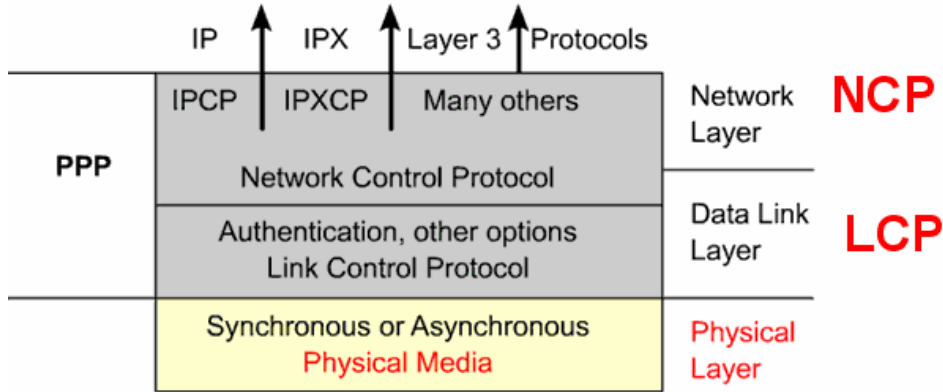 IP IPX Layer 3 Protocols
IPCP IPXCP Many others
Network Layer
NCP
PPP
Network Control Protocol
Authentication, other options
Link Control Protocol
Data Link
Layer
LCP
Synchronous or Asynchronous
Physical Media
Physical
Layer